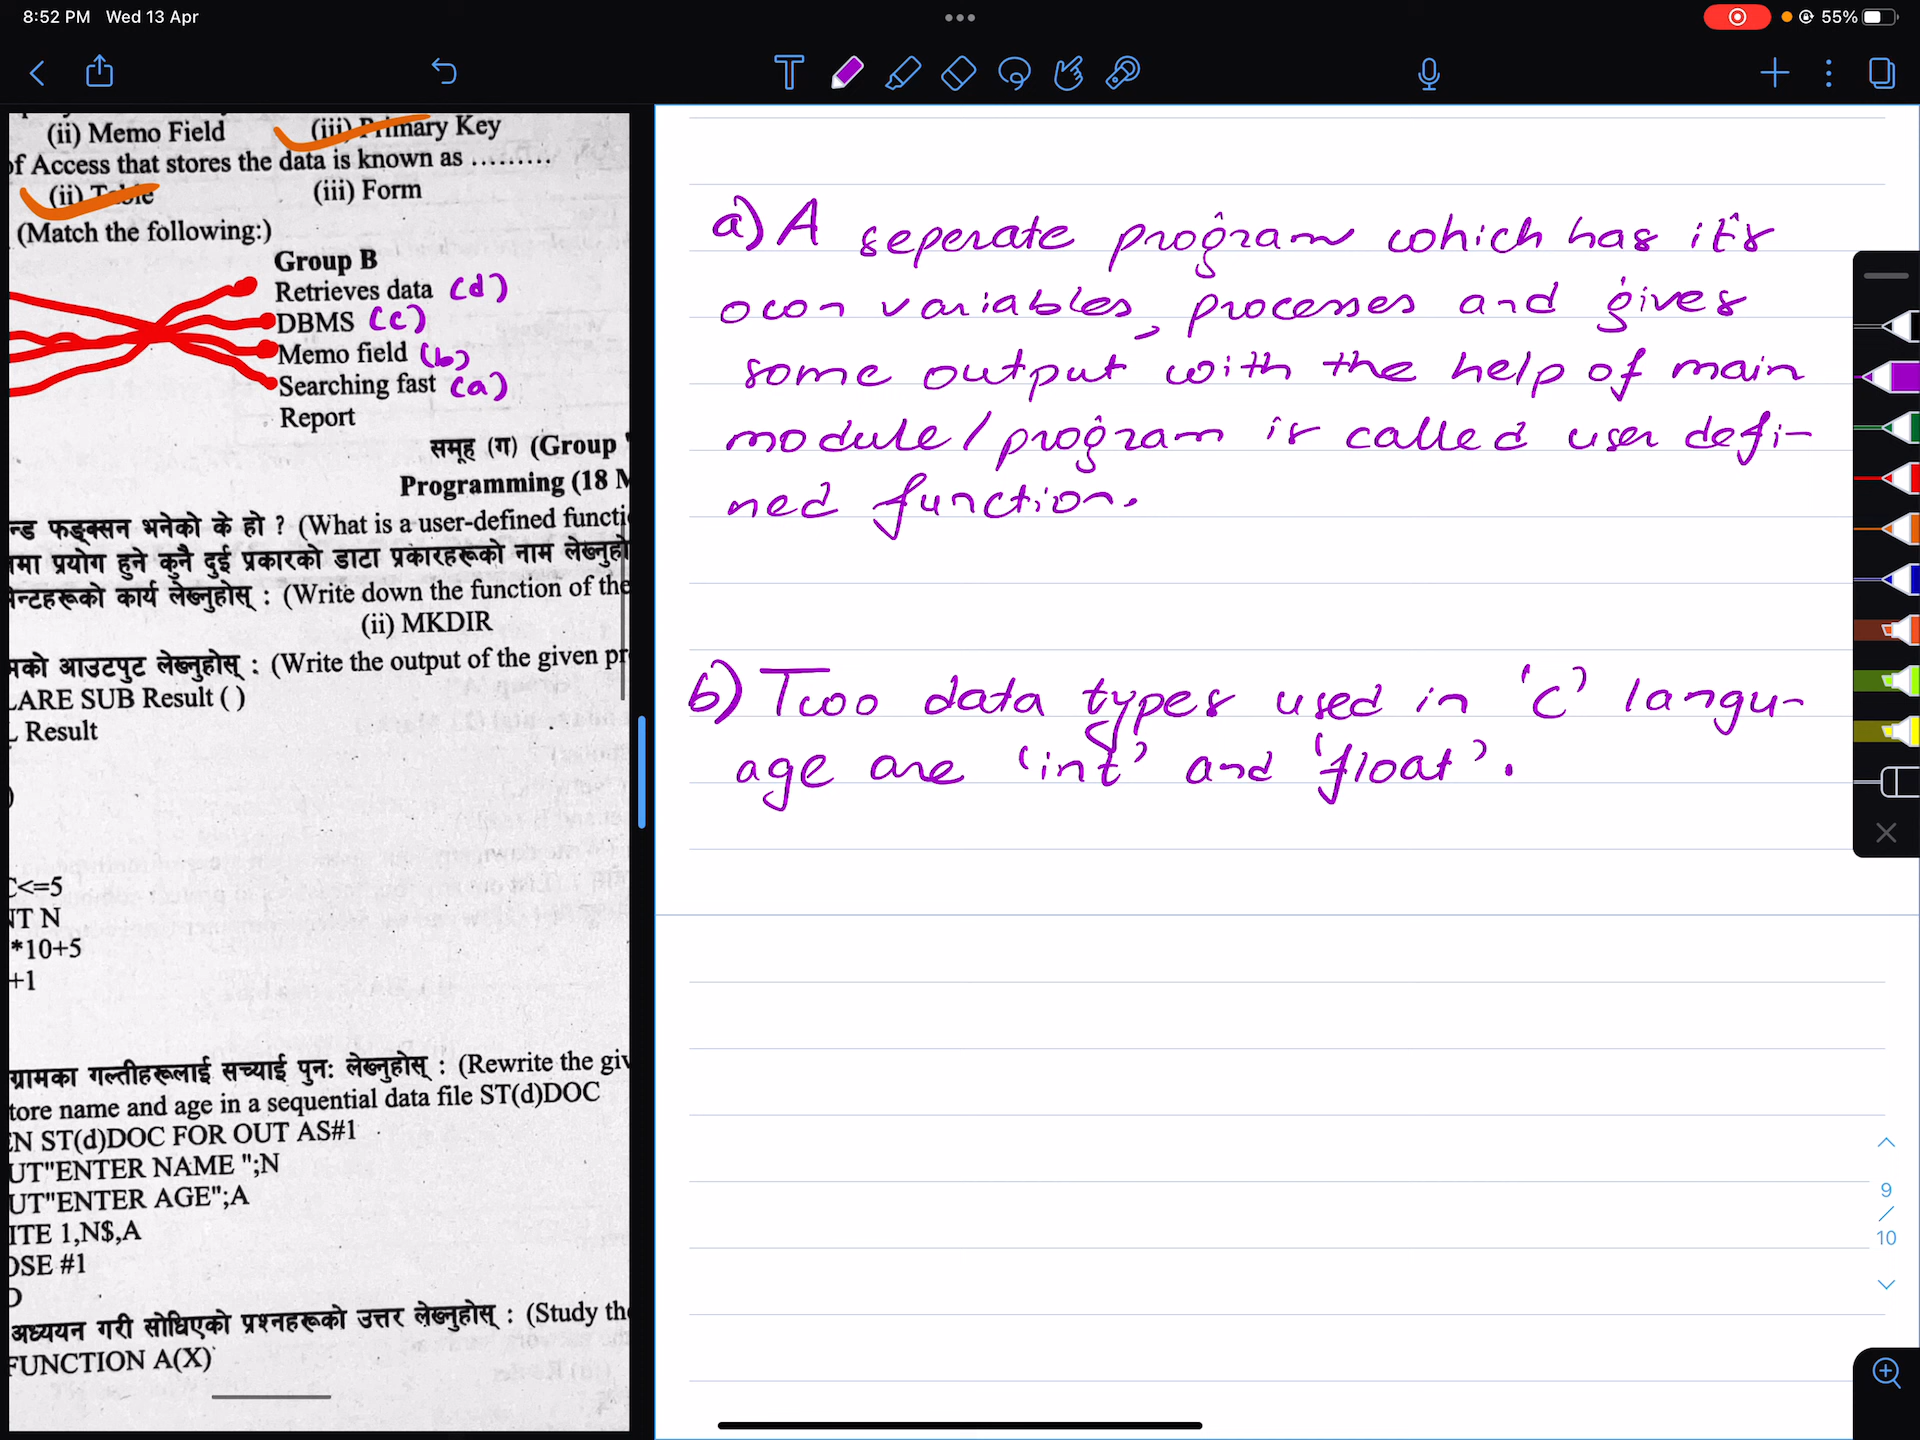 8:52 PM Wed 13 Apr
55%
(ii) Memo Field (iii) Primary Key
of Access that stores the data is known as .........
(ii) Table (iii) Form
(Match the following:)
Group B
Retrieves data (d)
DBMS (c)
Memo field (b)
Searching fast (a)
Report
समूह (ग) (Group
Programming (18 M
न्ड फङ्क्सन भनेको के हो ? (What is a user-defined functi
मा प्रयोग हुने कुनै दुई प्रकारको डाटा प्रकारहरूको नाम लेख्नुहो
न्टहरूको कार्य लेख्नुहोस् : (Write down the function of the
(ii) MKDIR
को आउटपुट लेख्नुहोस् : (Write the output of the given pr
LARE SUB Result ( )
L Result
)
C<=5
NT N
*10+5
+1
ग्रामका गल्तीहरूलाई सच्याई पुन: लेख्नुहोस् : (Rewrite the giv
tore name and age in a sequential data file ST(d)DOC
EN ST(d)DOC FOR OUT AS#1
UT"ENTER NAME ";N
UT"ENTER AGE";A
ITE 1,N$,A
OSE #1
D
अध्ययन गरी सोधिएको प्रश्नहरूको उत्तर लेख्नुहोस् : (Study the
FUNCTION A(X)
a) A seperate program which has it's
own variables, processes and gives
some output with the help of main
module/program is called user defi-
ned function.
b) Two data types used in 'C' langu-
age are 'int' and 'float'.
9
/
10